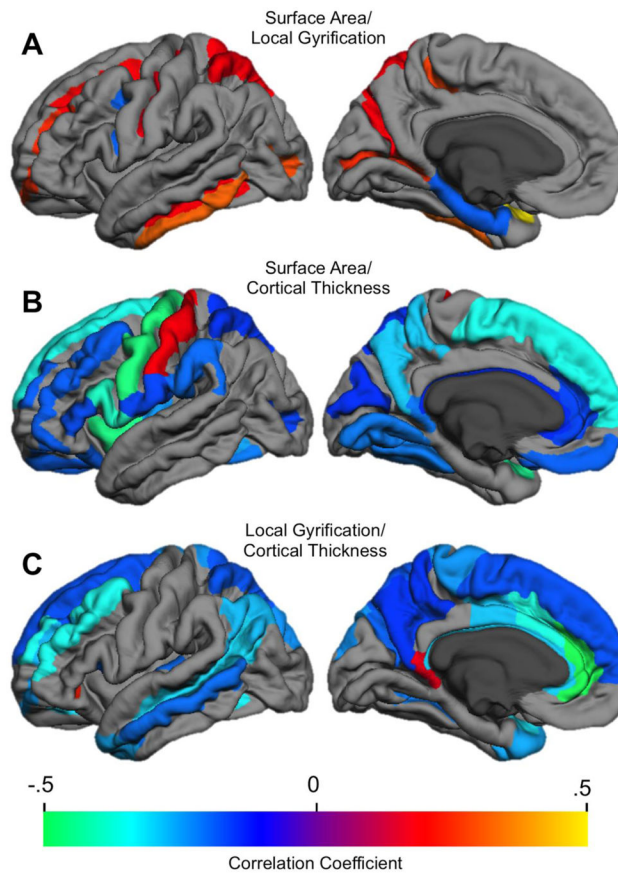 A
Surface Area/
Local Gyrification
B
Surface Area/
Cortical Thickness
C
Local Gyrification/
Cortical Thickness
-.5 0 .5
Correlation Coefficient